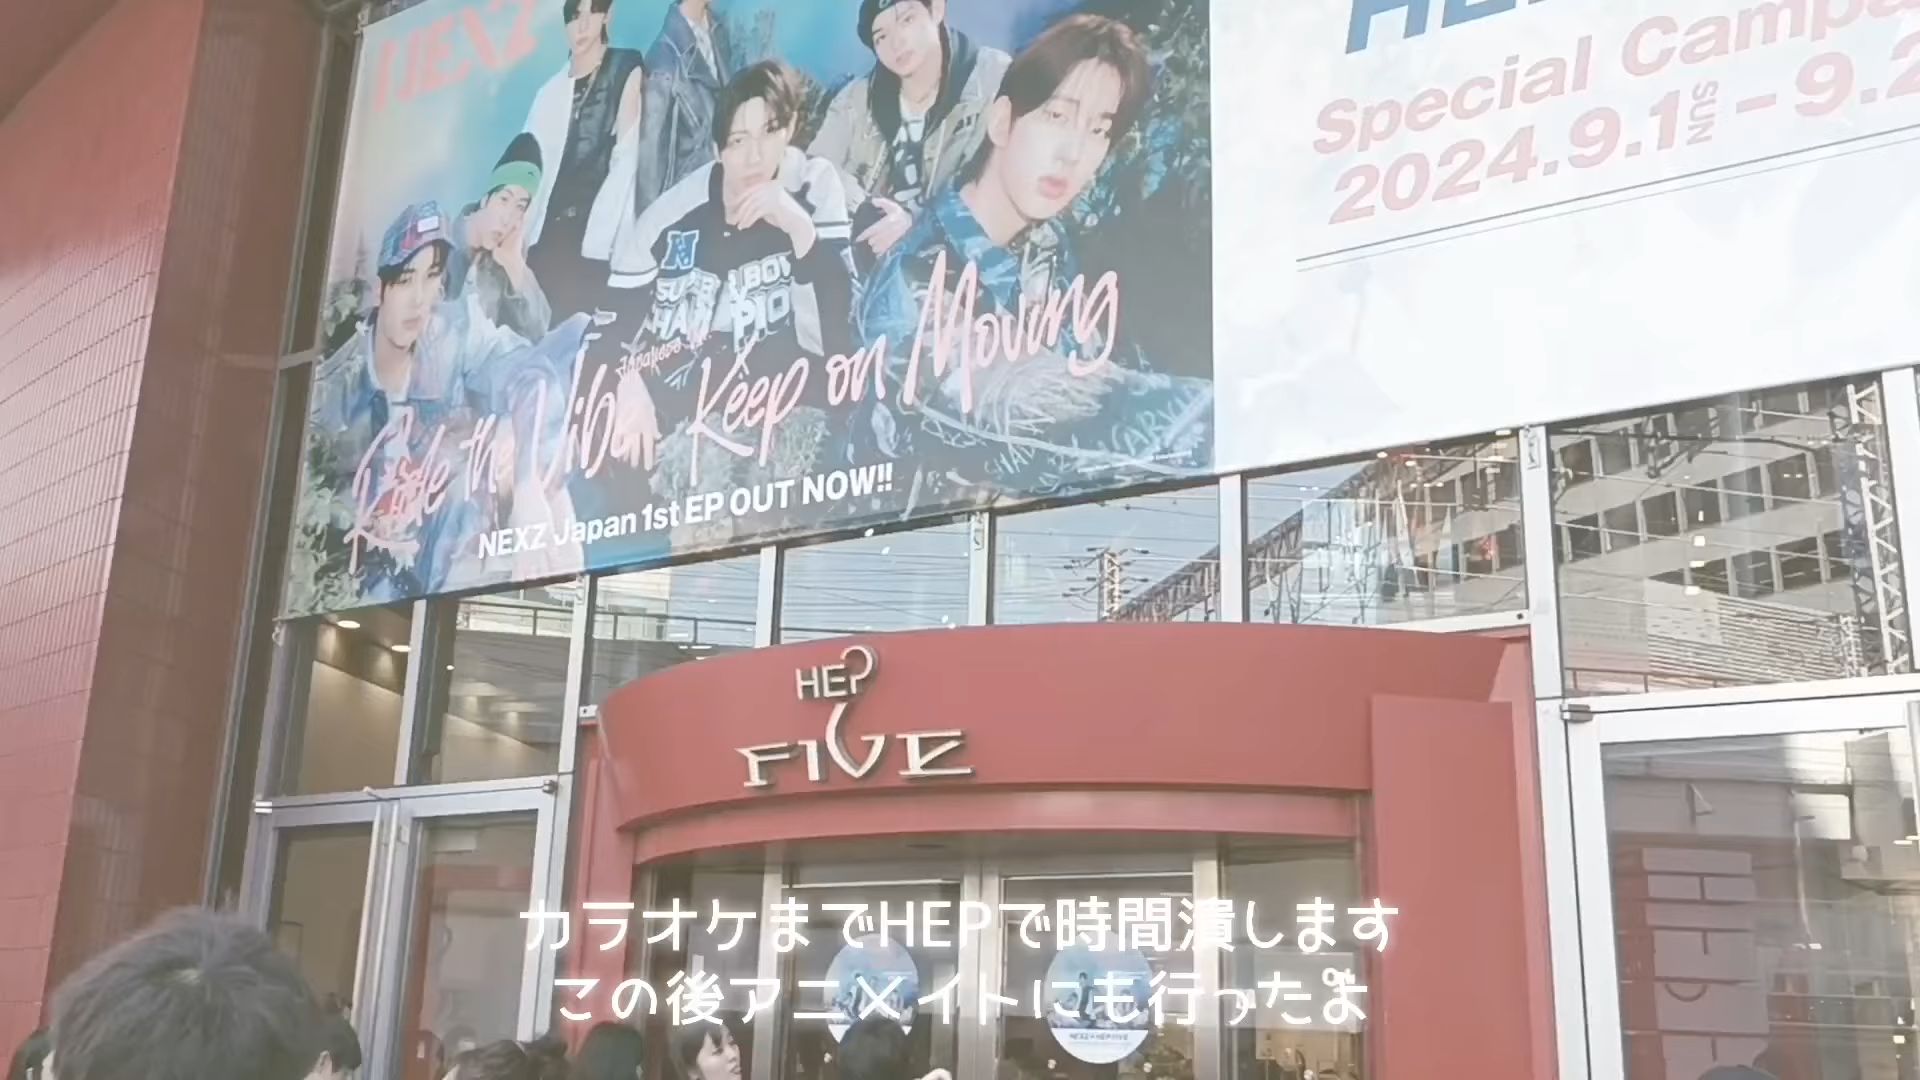 NEXZ
Special Campa
2024.9.1 SUN - 9.2
Ride the Vibe
Keep on Moving
NEXZ Japan 1st EP OUT NOW!!
HEP
FIVE
カラオケまでHEPで時間潰します
この後アニメイトにも行ったよ